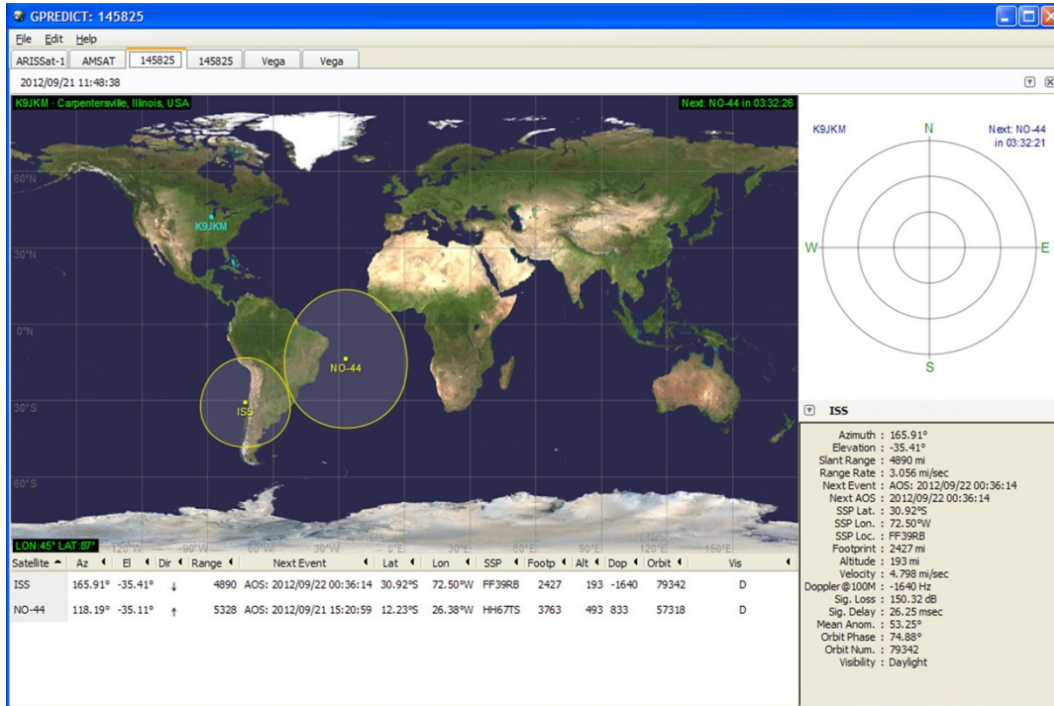 GPREDICT: 145825
File Edit Help
ARISSat-1 AMSAT 145825 145825 Vega Vega
2012/09/21 11:48:38
K9JKM - Carpentersville, Illinois, USA
Next: NO-44 in 03:32:26
60°N
K9JKM
30°N
0°N
NO-44
ISS
30°S
60°S
LON:45° LAT:87°
120°W 90°W 60°W 30°W 0°E 30°E 60°E 90°E 120°E 150°E
K9JKM
Next: NO-44
in 03:32:21
N
W
E
S
ISS
Azimuth : 165.91°
Elevation : -35.41°
Slant Range : 4890 mi
Range Rate : 3.056 mi/sec
Next Event : AOS: 2012/09/22 00:36:14
Next AOS : 2012/09/22 00:36:14
SSP Lat. : 30.92°S
SSP Lon. : 72.50°W
SSP Loc. : FF39RB
Footprint : 2427 mi
Altitude : 193 mi
Velocity : 4.798 mi/sec
Doppler@100M : -1640 Hz
Sig. Loss : 150.32 dB
Sig. Delay : 26.25 msec
Mean Anom. : 53.25°
Orbit Phase : 74.88°
Orbit Num. : 79342
Visibility : Daylight
Satellite Az El Dir Range Next Event Lat Lon SSP Footp Alt Dop Orbit Vis
ISS 165.91° -35.41° ↓ 4890 AOS: 2012/09/22 00:36:14 30.92°S 72.50°W FF39RB 2427 193 -1640 79342 D
NO-44 118.19° -35.11° ↑ 5328 AOS: 2012/09/21 15:20:59 12.23°S 26.38°W HH67TS 3763 493 833 57318 D